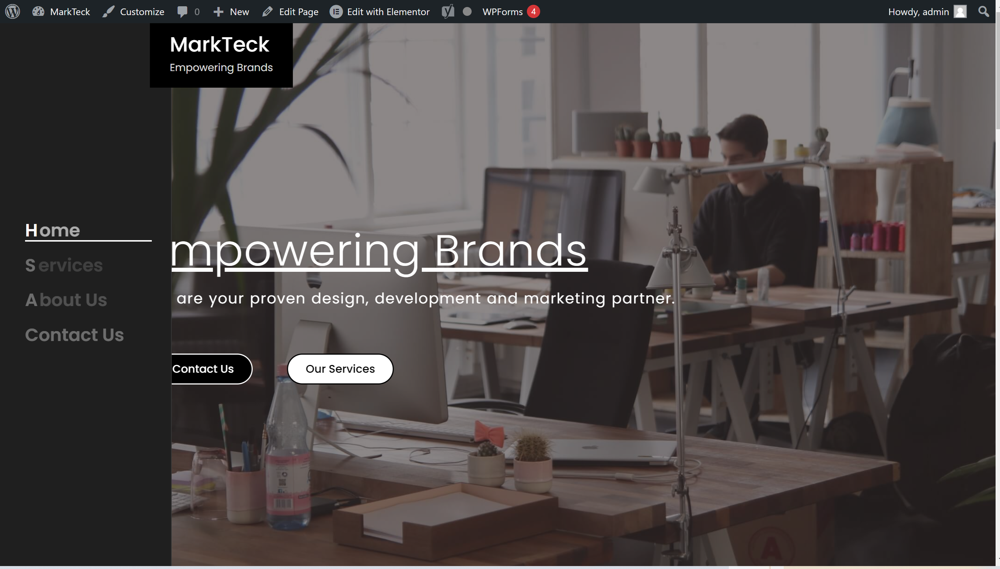 MarkTeck Customize 0 New Edit Page Edit with Elementor WPForms 4 Howdy, admin
MarkTeck
Empowering Brands
Home
Services
About Us
Contact Us
mpowering Brands
are your proven design, development and marketing partner.
Contact Us Our Services
A